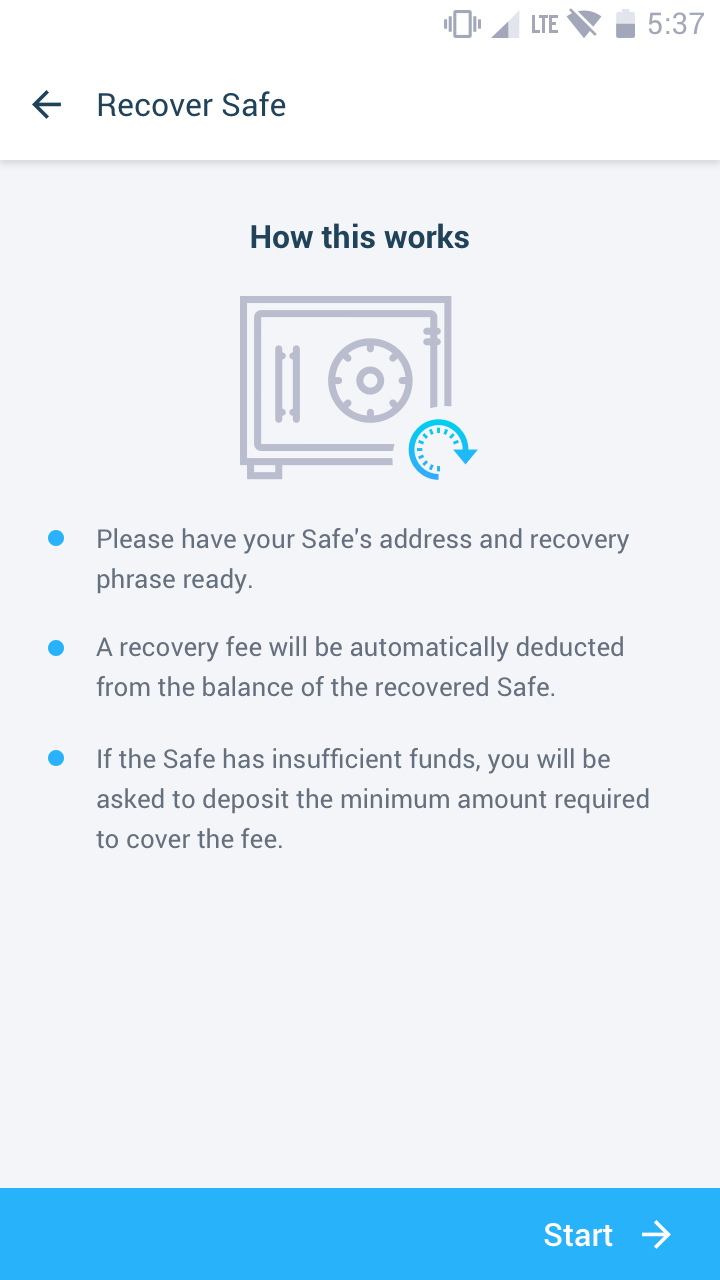 LTE 5:37
Recover Safe
How this works
Please have your Safe's address and recovery
phrase ready.
A recovery fee will be automatically deducted
from the balance of the recovered Safe.
If the Safe has insufficient funds, you will be
asked to deposit the minimum amount required
to cover the fee.
Start